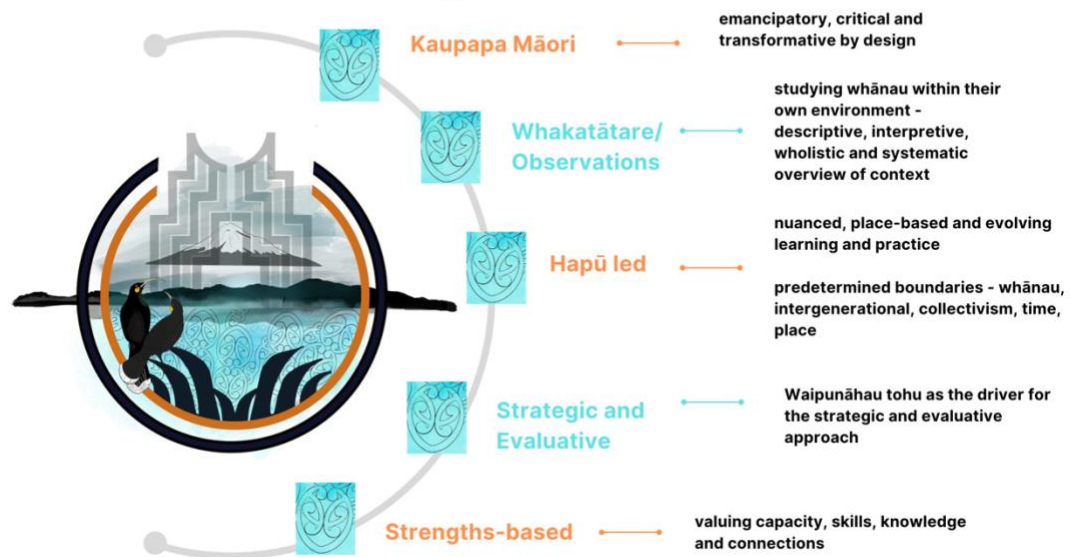 Kaupapa Māori
emancipatory, critical and
transformative by design
Whakatātare/
Observations
studying whānau within their
own environment -
descriptive, interpretive,
wholistic and systematic
overview of context
Hapū led
nuanced, place-based and evolving
learning and practice
predetermined boundaries - whānau,
intergenerational, collectivism, time,
place
Strategic and
Evaluative
Waipunāhau tohu as the driver for
the strategic and evaluative
approach
Strengths-based
valuing capacity, skills, knowledge
and connections